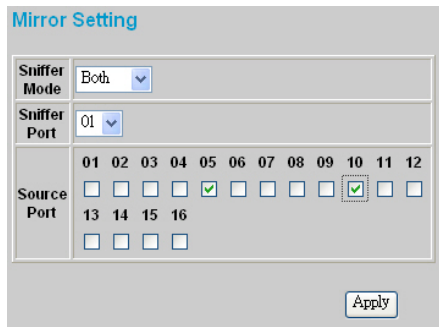 Mirror Setting
Sniffer Mode
Both
Sniffer Port
01
Source Port
01 02 03 04 05 06 07 08 09 10 11 12
13 14 15 16
Apply